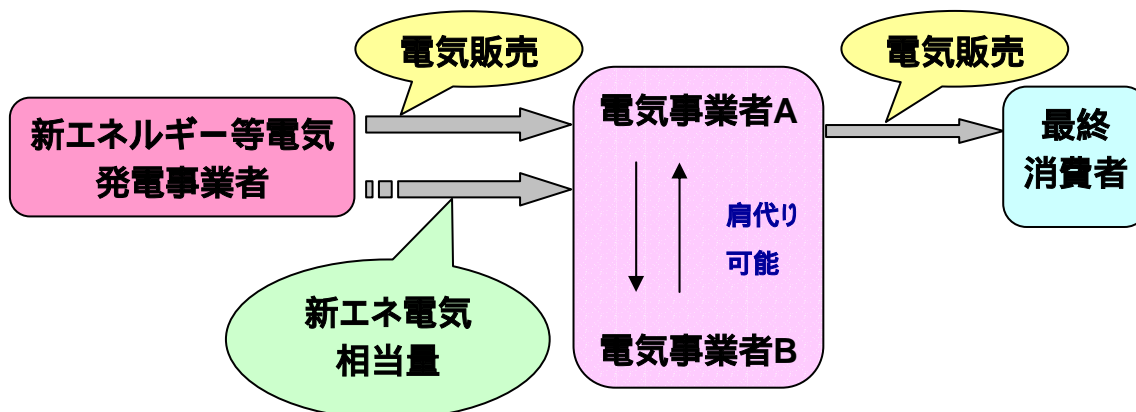 電気販売
電気販売
新エネルギー等電気
発電事業者
電気事業者A
最終
消費者
肩代り
可能
新エネ電気
相当量
電気事業者B